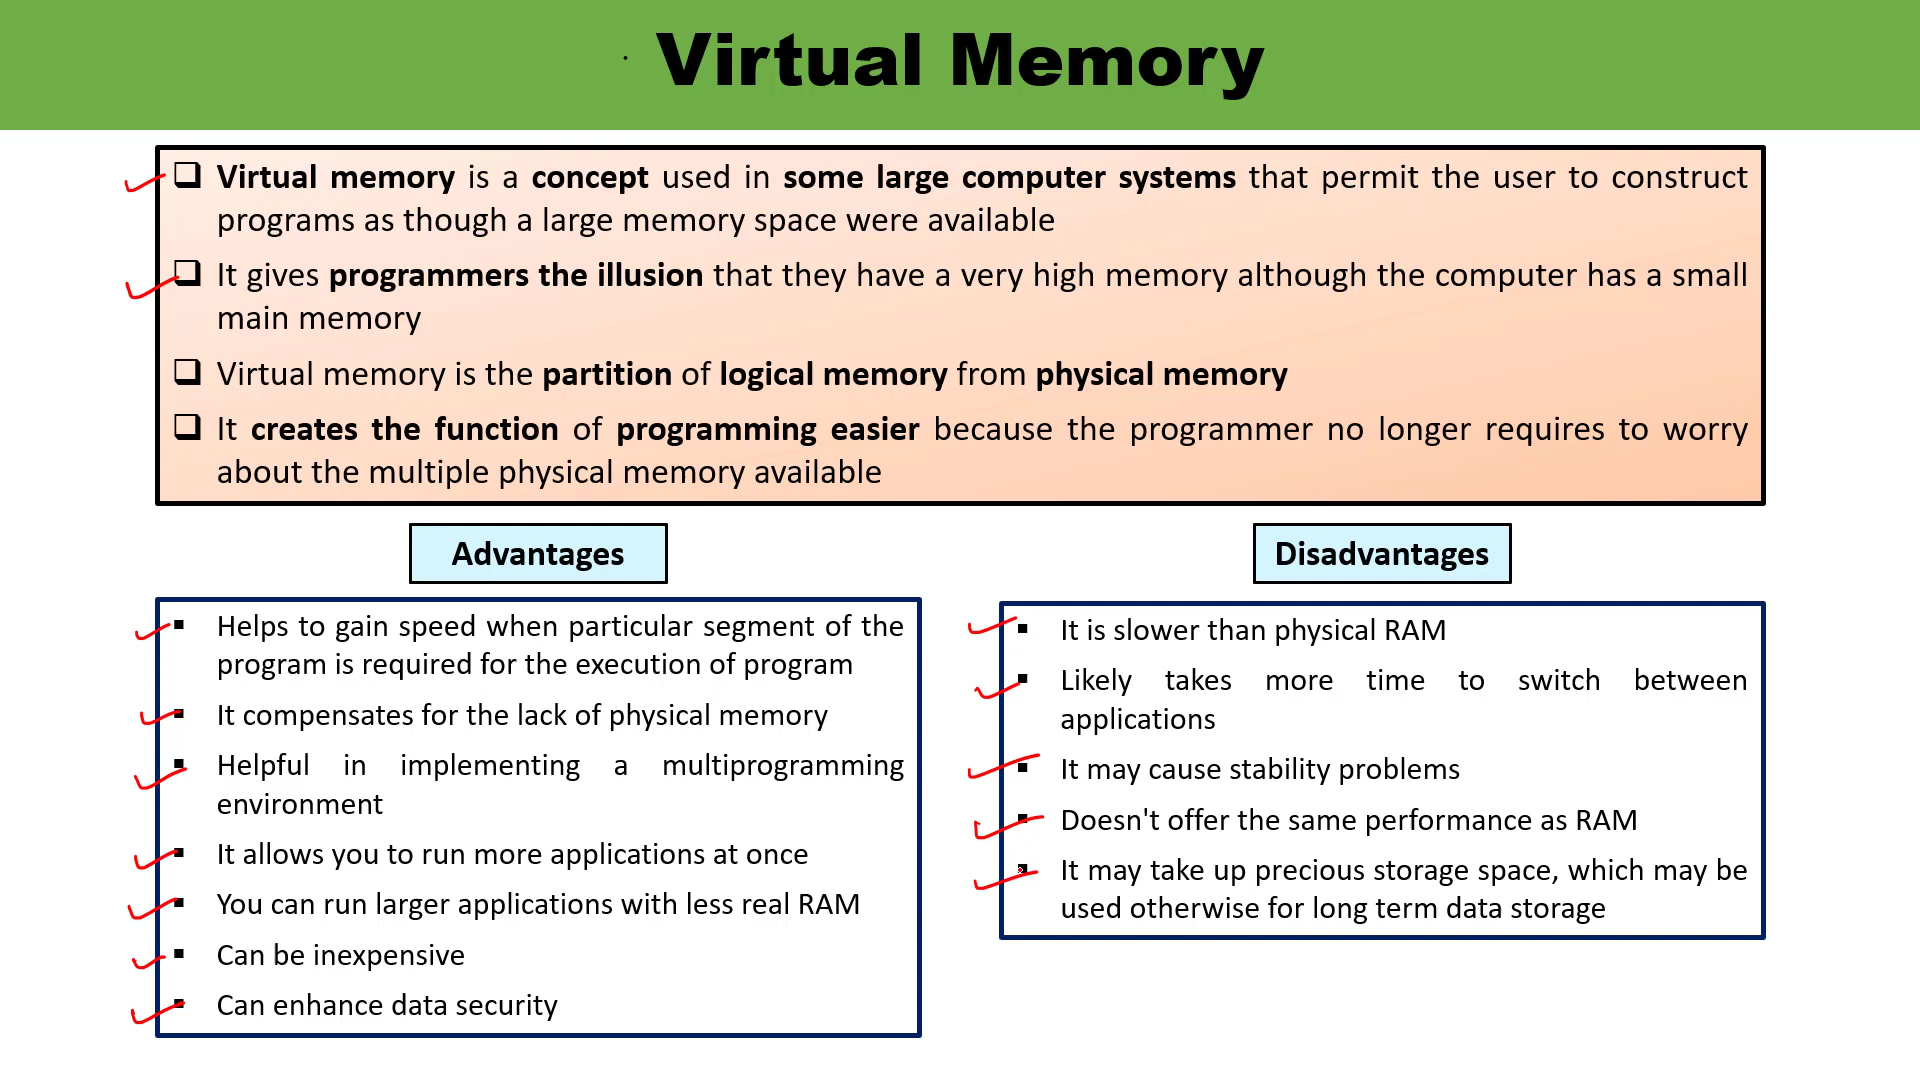 Virtual Memory
Virtual memory is a concept used in some large computer systems that permit the user to construct
programs as though a large memory space were available
It gives programmers the illusion that they have a very high memory although the computer has a small
main memory
Virtual memory is the partition of logical memory from physical memory
It creates the function of programming easier because the programmer no longer requires to worry
about the multiple physical memory available
Advantages
Helps to gain speed when particular segment of the
program is required for the execution of program
It compensates for the lack of physical memory
Helpful in implementing a multiprogramming
environment
It allows you to run more applications at once
You can run larger applications with less real RAM
Can be inexpensive
Can enhance data security
Disadvantages
It is slower than physical RAM
Likely takes more time to switch between
applications
It may cause stability problems
Doesn't offer the same performance as RAM
It may take up precious storage space, which may be
used otherwise for long term data storage